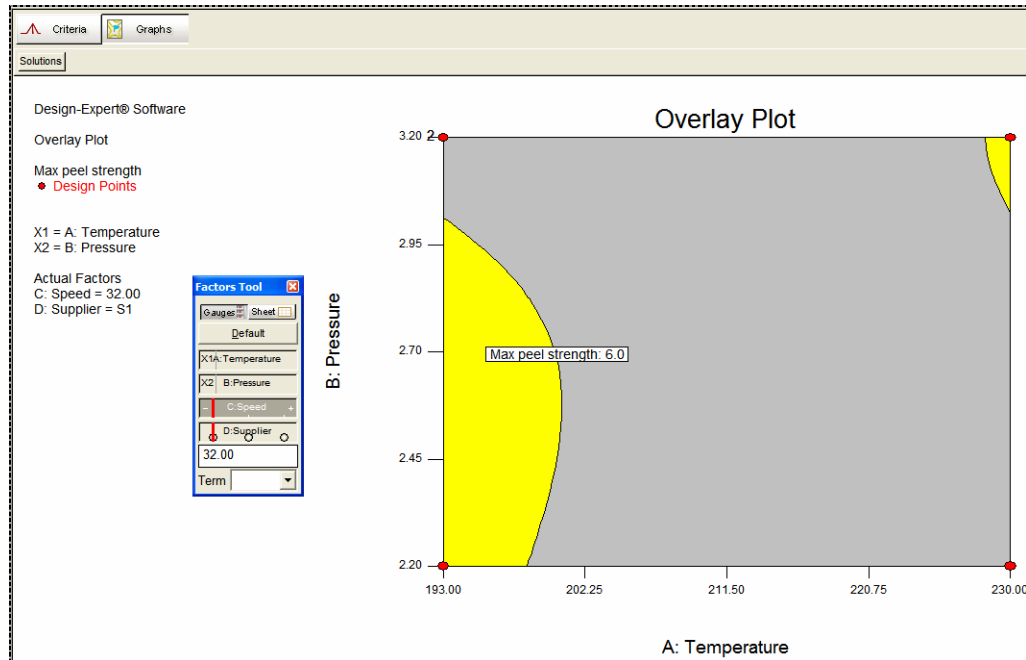 Criteria
Graphs
Solutions
Design-Expert® Software
Overlay Plot
Max peel strength
Design Points
X1 = A: Temperature
X2 = B: Pressure
Actual Factors
C: Speed = 32.00
D: Supplier = S1
Factors Tool
Gauges Sheet
Default
X1 A:Temperature
X2 B:Pressure
- C:Speed +
D:Supplier
32.00
Term
Overlay Plot
B: Pressure
3.20 2
2.95
2.70
2.45
2.20
Max peel strength: 6.0
193.00 202.25 211.50 220.75 230.00
A: Temperature